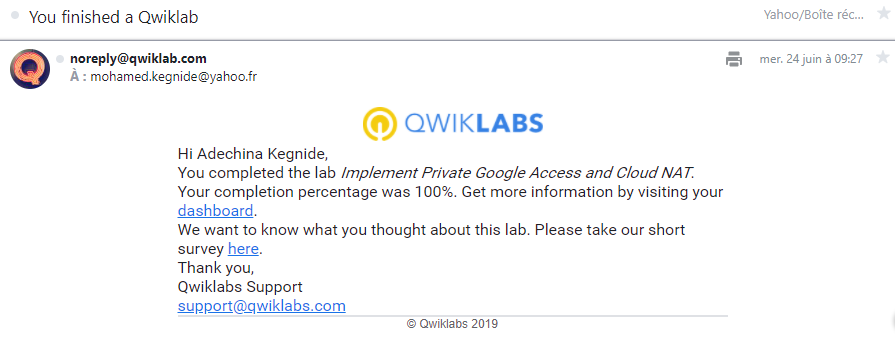 You finished a Qwiklab
Yahoo/Boîte réc...
noreply@qwiklab.com
mer. 24 juin à 09:27
À : mohamed.kegnide@yahoo.fr
QWIKLABS
Hi Adechina Kegnide,
You completed the lab Implement Private Google Access and Cloud NAT.
Your completion percentage was 100%. Get more information by visiting your
dashboard.
We want to know what you thought about this lab. Please take our short
survey here.
Thank you,
Qwiklabs Support
support@qwiklabs.com
© Qwiklabs 2019